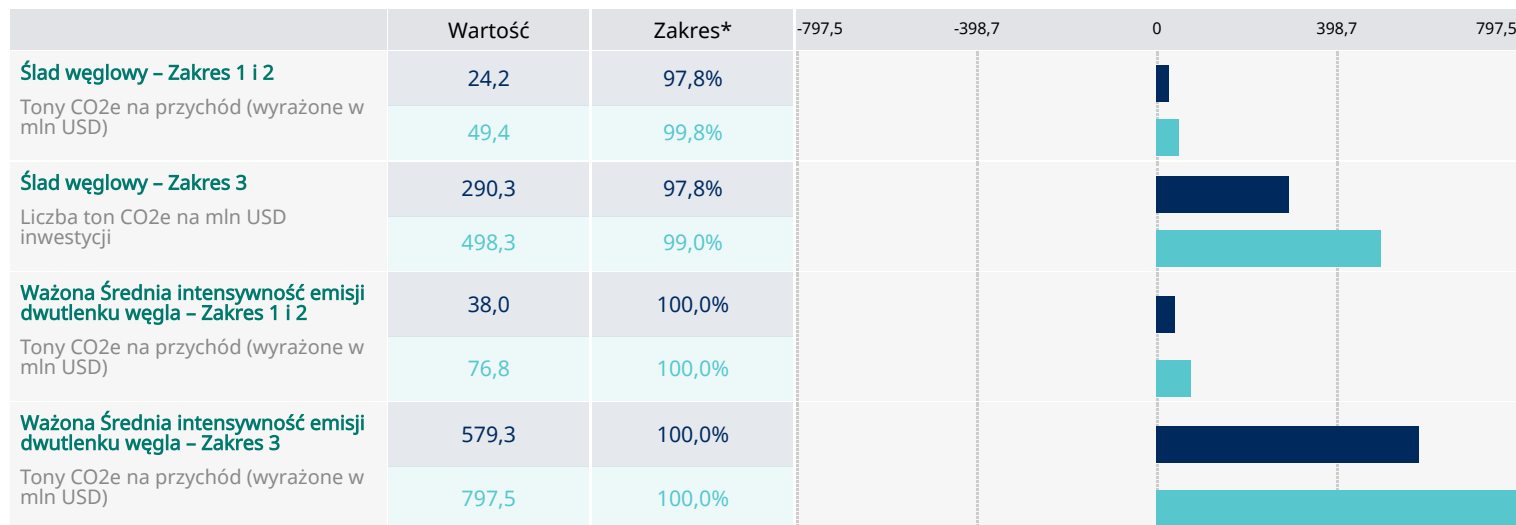 Wartość Zakres* -797,5 -398,7 0 398,7 797,5
Ślad węglowy – Zakres 1 i 2
Tony CO2e na przychód (wyrażone w
mln USD)
24,2 97,8%
49,4 99,8%
Ślad węglowy – Zakres 3
Liczba ton CO2e na mln USD
inwestycji
290,3 97,8%
498,3 99,0%
Ważona Średnia intensywność emisji
dwutlenku węgla – Zakres 1 i 2
Tony CO2e na przychód (wyrażone w
mln USD)
38,0 100,0%
76,8 100,0%
Ważona Średnia intensywność emisji
dwutlenku węgla – Zakres 3
Tony CO2e na przychód (wyrażone w
mln USD)
579,3 100,0%
797,5 100,0%